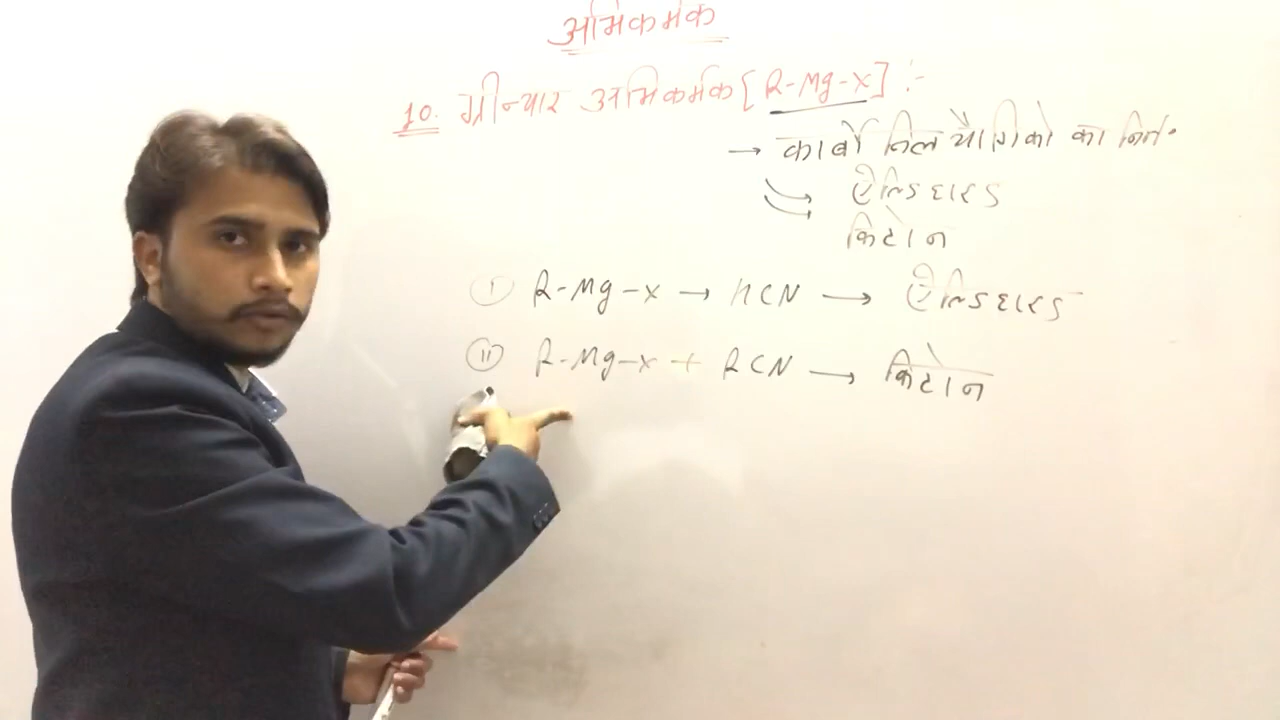 अभिकर्मक
10. ग्रीन्यार अभिकर्मक [R-Mg-X] :-
→ कार्बोनिल यौगिको का निर्म.
ऐल्डिहाइड
किटोन
(i) R-Mg-X → HCN → ऐल्डिहाइड
(ii) R-Mg-X + RCN → किटोन